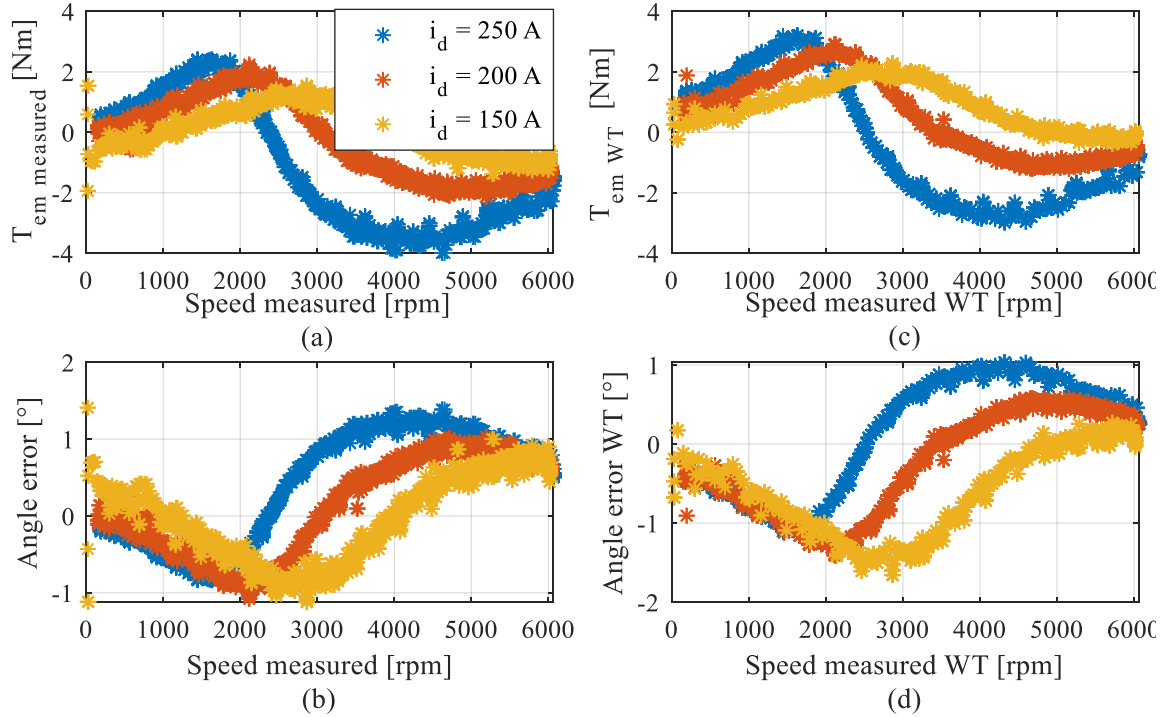 T em measured [Nm]
4
2
0
-2
-4
0 1000 2000 3000 4000 5000 6000
Speed measured [rpm]
(a)
i_d = 250 A
i_d = 200 A
i_d = 150 A
T em WT [Nm]
4
2
0
-2
-4
0 1000 2000 3000 4000 5000 6000
Speed measured WT [rpm]
(c)
Angle error [°]
2
1
0
-1
0 1000 2000 3000 4000 5000 6000
Speed measured [rpm]
(b)
Angle error WT [°]
1
0
-1
-2
0 1000 2000 3000 4000 5000 6000
Speed measured WT [rpm]
(d)